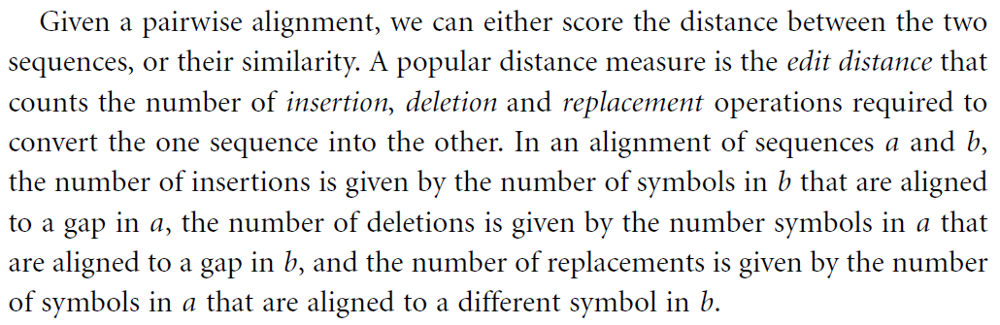 Given a pairwise alignment, we can either score the distance between the two
sequences, or their similarity. A popular distance measure is the edit distance that
counts the number of insertion, deletion and replacement operations required to
convert the one sequence into the other. In an alignment of sequences a and b,
the number of insertions is given by the number of symbols in b that are aligned
to a gap in a, the number of deletions is given by the number symbols in a that
are aligned to a gap in b, and the number of replacements is given by the number
of symbols in a that are aligned to a different symbol in b.